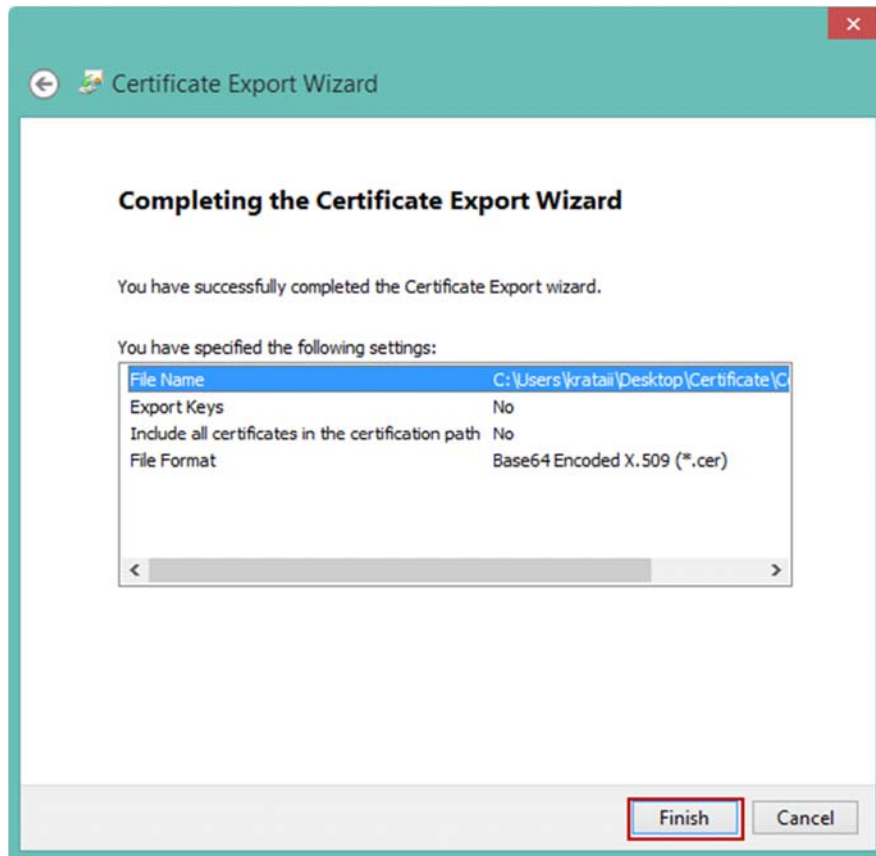 Certificate Export Wizard
Completing the Certificate Export Wizard
You have successfully completed the Certificate Export wizard.
You have specified the following settings:
File Name C:\Users\krataii\Desktop\Certificate\C
Export Keys No
Include all certificates in the certification path No
File Format Base64 Encoded X.509 (*.cer)
Finish Cancel